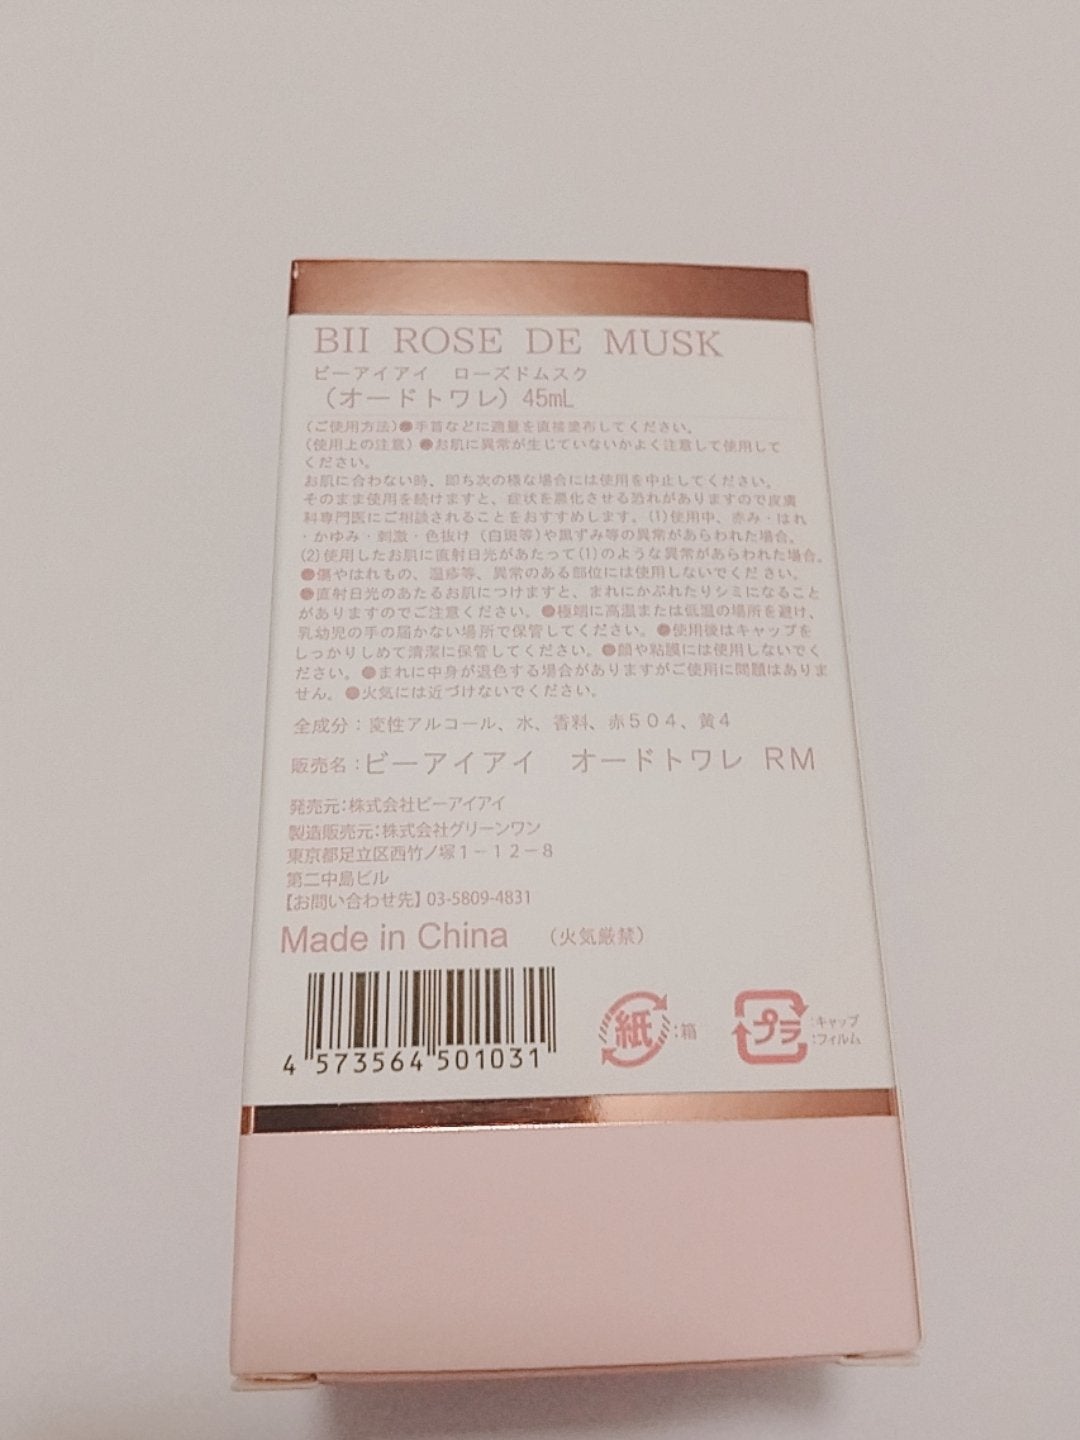 BII ROSE DE MUSK
ビーアイアイ ローズドムスク
（オードトワレ）45mL
(ご使用方法)●手首などに適量を直接塗布してください。
(使用上の注意)●お肌に異常が生じていないかよく注意して使用して
ください。
お肌に合わない時、即ち次の様な場合には使用を中止してください。
そのまま使用を続けますと、症状を悪化させる恐れがありますので皮膚
科専門医にご相談されることをおすすめします。(1)使用中、赤み・はれ
・かゆみ・刺激・色抜け（白斑等)や黒ずみ等の異常があらわれた場合。
(2)使用したお肌に直射日光があたって(1)のような異常があらわれた場合。
●傷やはれもの、湿疹等、異常のある部位には使用しないでください。
●直射日光のあたるお肌につけますと、まれにかぶれたりシミになること
がありますのでご注意ください。●極端に高温または低温の場所を避け、
乳幼児の手の届かない場所で保管してください。●使用後はキャップを
しっかりしめて清潔に保管してください。●顔や粘膜には使用しないでく
ださい。●まれに中身が退色する場合がありますがご使用に問題はありま
せん。●火気には近づけないでください。
全成分：変性アルコール、水、香料、赤504、黄4
販売名：ビーアイアイ オードトワレ RM
発売元：株式会社ビーアイアイ
製造販売元：株式会社グリーンワン
東京都足立区西竹ノ塚1－12－8
第二中島ビル
【お問い合わせ先】03-5809-4831
Made in China （火気厳禁）
4 573564 501031
紙 :箱
プラ :キャップ
:フィルム